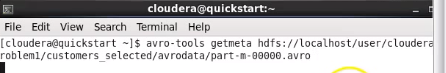 cloudera@quickstart:~
File Edit View Search Terminal Help
[cloudera@quickstart ~]$ avro-tools getmeta hdfs://localhost/user/cloudera
roblem1/customers_selected/avrodata/part-m-00000.avro